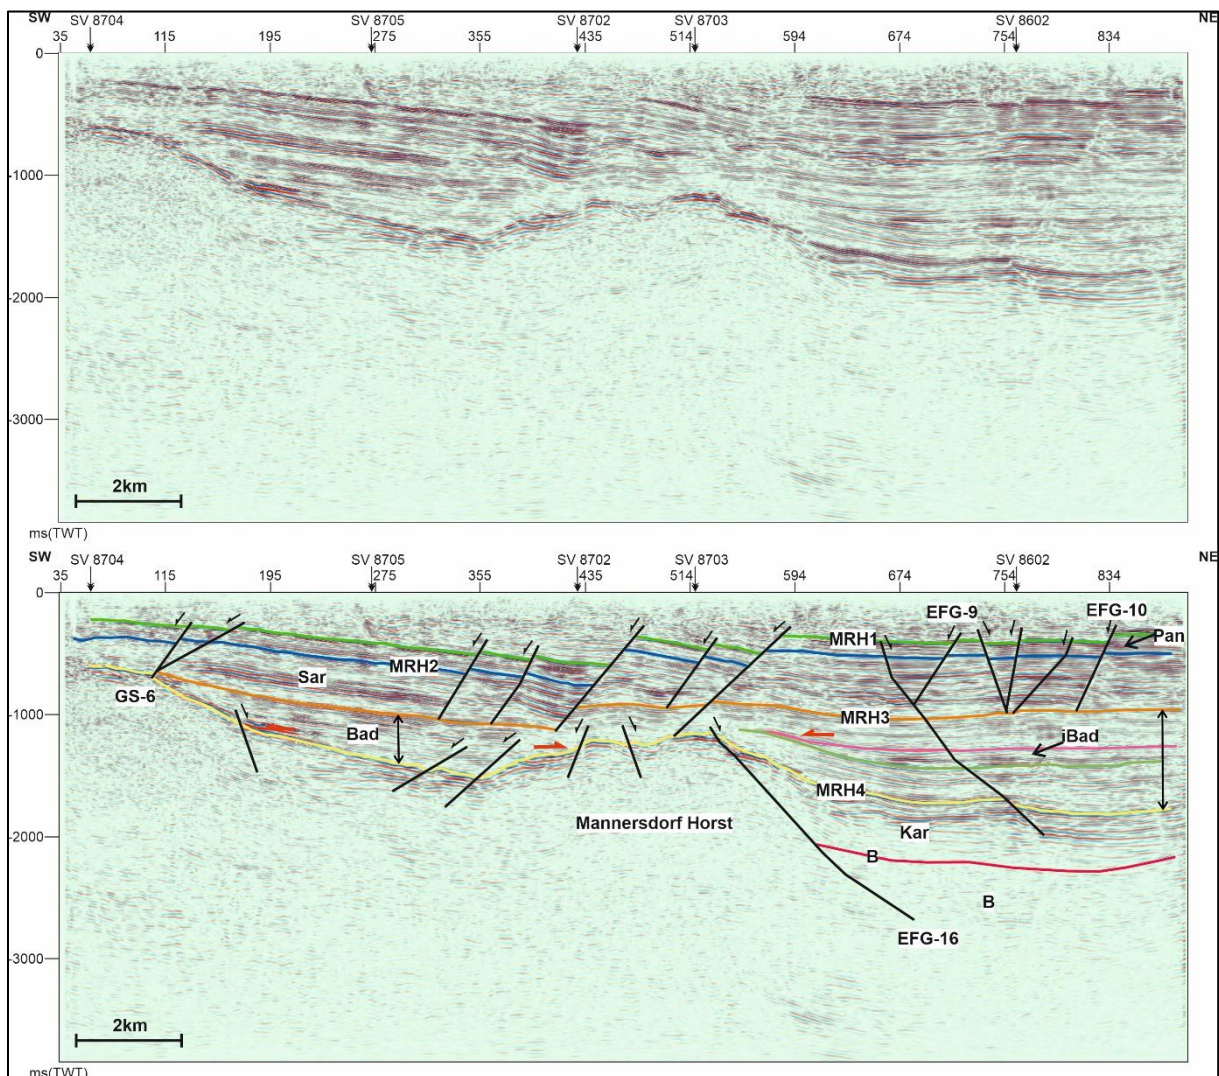 SW SV 8704 SV 8705 SV 8702 SV 8703 SV 8602 NE
35 115 195 275 355 435 514 594 674 754 834
0
-1000
-2000
-3000
2km
ms(TWT)
SW SV 8704 SV 8705 SV 8702 SV 8703 SV 8602 NE
35 115 195 275 355 435 514 594 674 754 834
0
EFG-9 EFG-10
MRH1 Pan
MRH2
Sar
GS-6
-1000 MRH3
Bad iBad
MRH4
Mannersdorf Horst Kar
-2000
B
B
EFG-16
-3000
2km
ms(TWT)